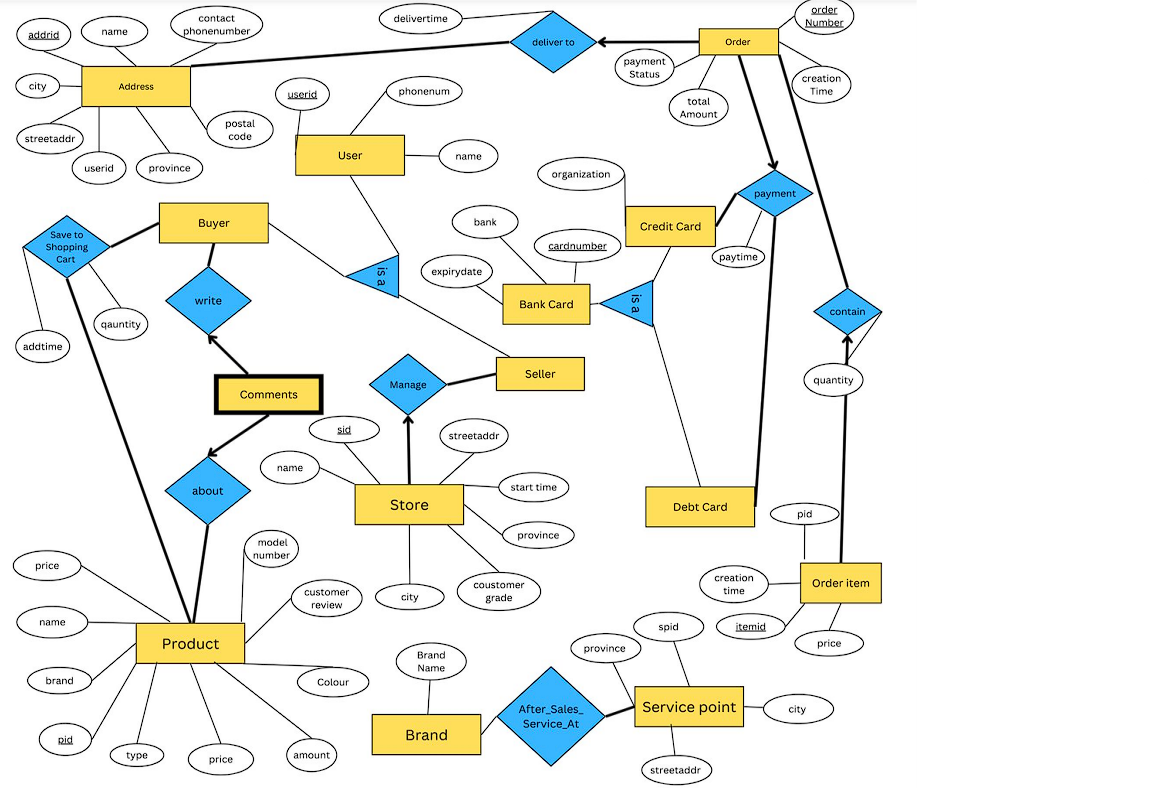 order
Number
delivertime
contact
phonenumber
name
addrid
deliver to
Order
payment
Status
creation
Time
city
Address
userid
phonenum
total
Amount
postal
code
streetaddr
User
name
userid
province
organization
payment
Buyer
bank
Credit Card
Save to
Shopping
Cart
cardnumber
paytime
expirydate
is a
write
Bank Card
is a
contain
qauntity
addtime
Manage
Seller
quantity
Comments
sid
streetaddr
name
start time
about
Store
Debt Card
pid
province
model
number
price
creation
time
Order item
city
coustomer
grade
customer
review
name
spid
itemid
price
Product
province
Brand
Name
brand
Colour
After_Sales_
Service_At
Service point
city
Brand
pid
type
price
amount
streetaddr